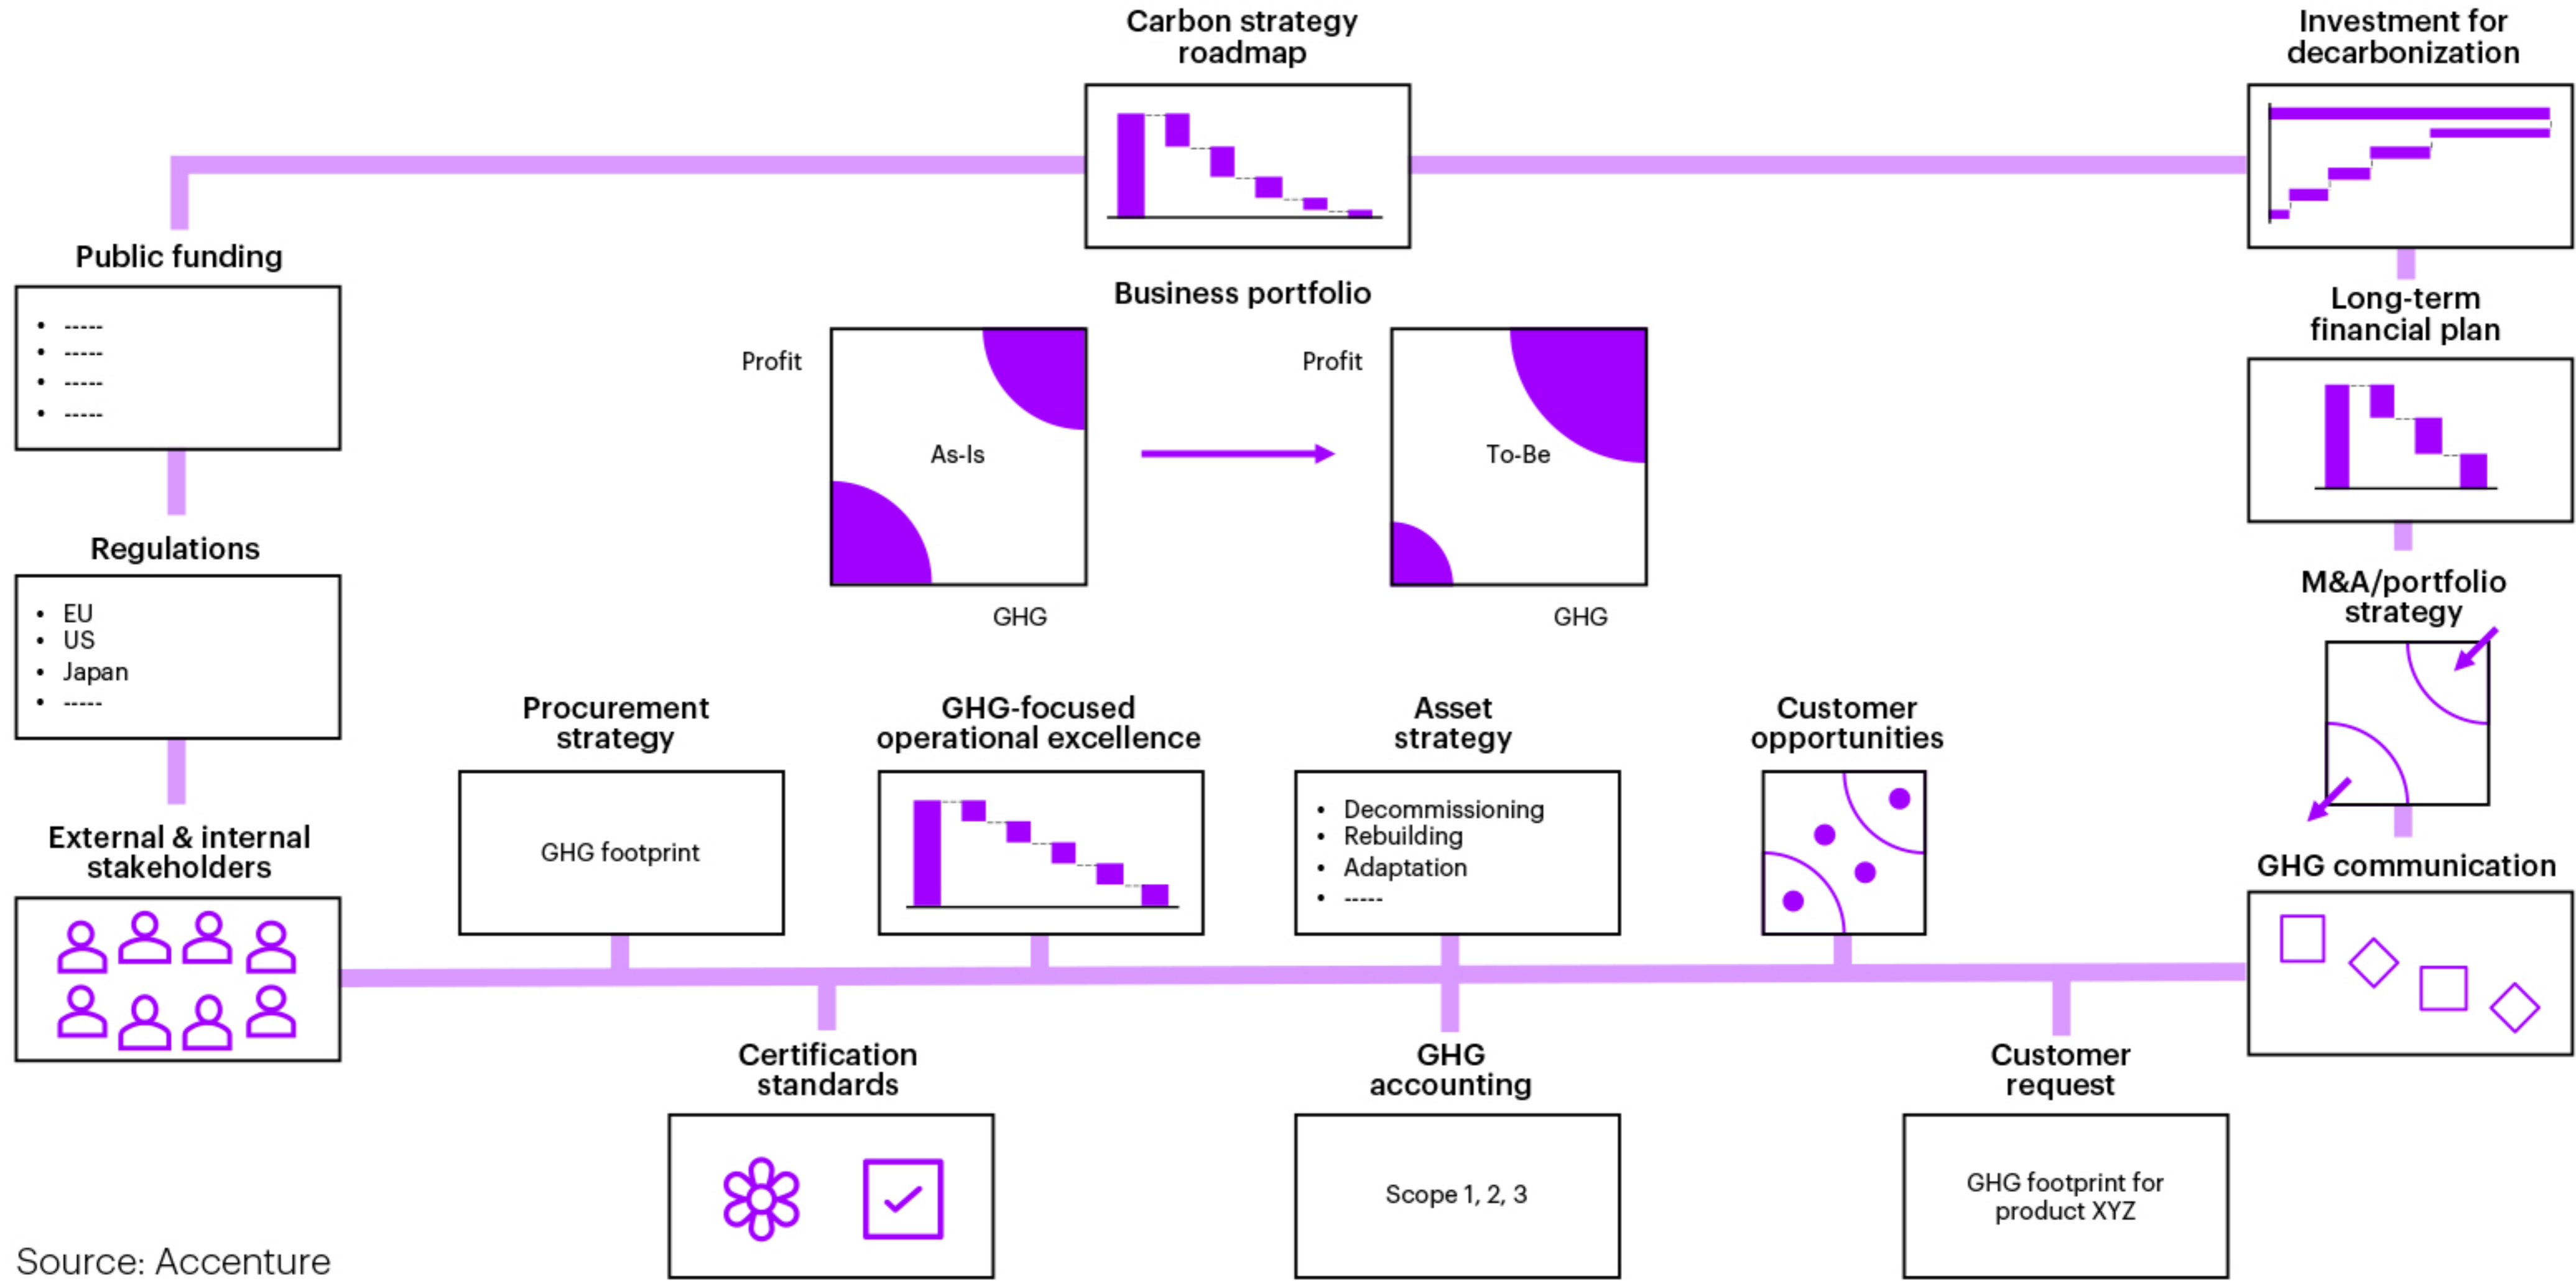 Carbon strategy
roadmap
Investment for
decarbonization
Public funding
• -----
• -----
• -----
• -----
Business portfolio
Profit
As-Is
GHG
Profit
To-Be
GHG
Long-term
financial plan
Regulations
• EU
• US
• Japan
• -----
M&A/portfolio
strategy
External & internal
stakeholders
Procurement
strategy
GHG footprint
GHG-focused
operational excellence
Asset
strategy
• Decommissioning
• Rebuilding
• Adaptation
• -----
Customer
opportunities
GHG communication
Certification
standards
GHG
accounting
Scope 1, 2, 3
Customer
request
GHG footprint for
product XYZ
Source: Accenture